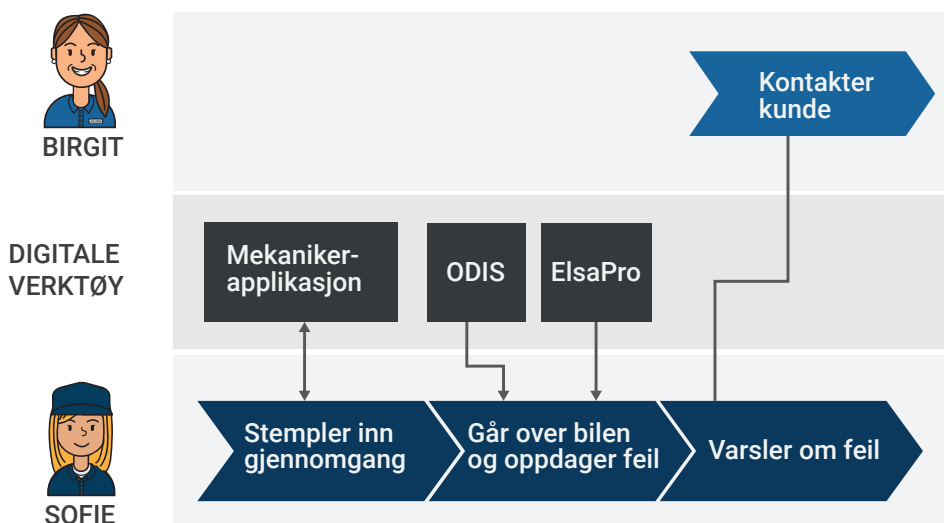 BIRGIT
Kontakter
kunde
DIGITALE
VERKTØY
Mekaniker-
applikasjon
ODIS
ElsaPro
SOFIE
Stempler inn
gjennomgang
Går over bilen
og oppdager feil
Varsler om feil